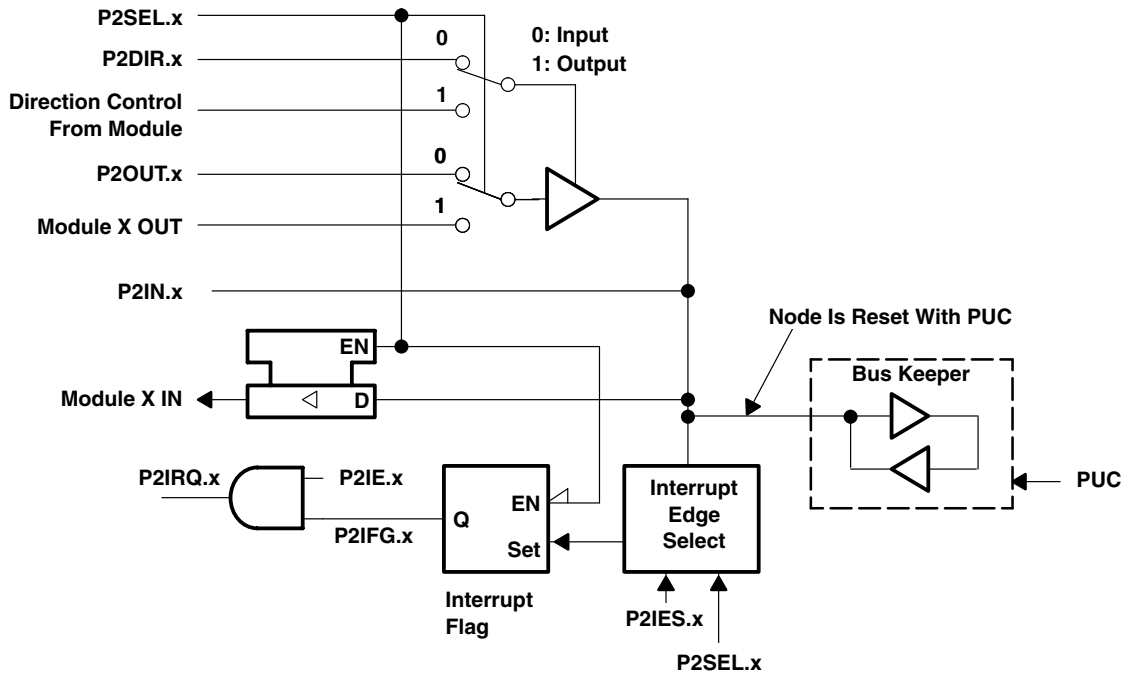 P2SEL.x
0
0: Input
1: Output
P2DIR.x
Direction Control
From Module
1
P2OUT.x
0
1
Module X OUT
P2IN.x
Node Is Reset With PUC
EN
Bus Keeper
Module X IN
D
P2IRQ.x
P2IE.x
PUC
EN
Interrupt
Edge
Select
Q
P2IFG.x
Set
Interrupt
Flag
P2IES.x
P2SEL.x